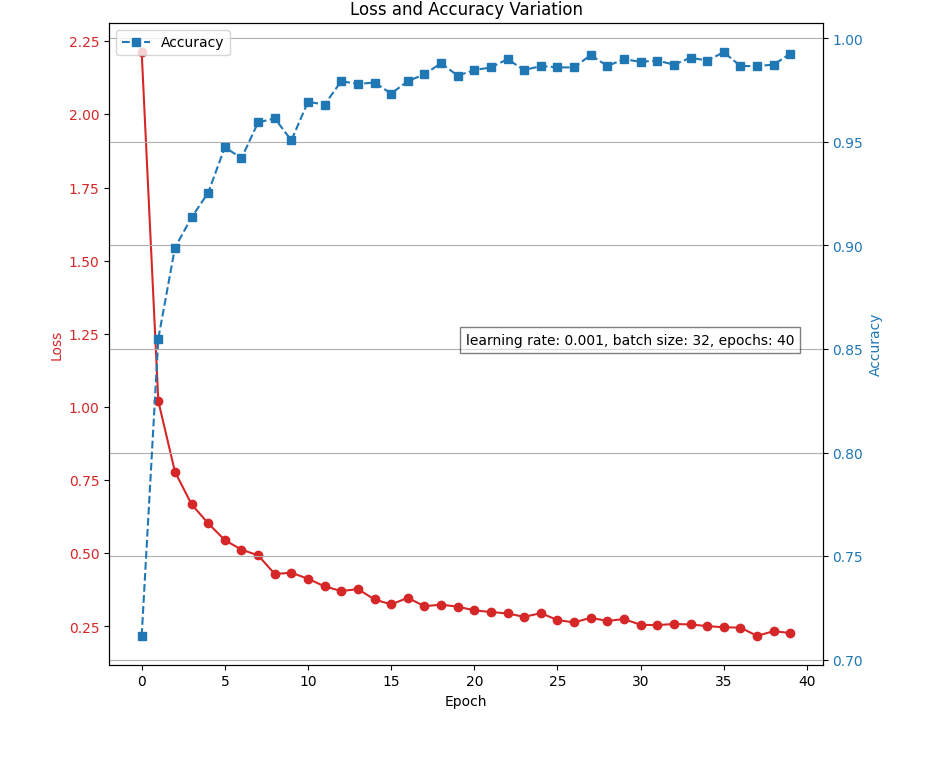 Loss and Accuracy Variation
Accuracy
2.25
2.00
1.75
1.50
1.25
1.00
0.75
0.50
0.25
Loss
1.00
0.95
0.90
0.85
0.80
0.75
0.70
Accuracy
learning rate: 0.001, batch size: 32, epochs: 40
0 5 10 15 20 25 30 35 40
Epoch